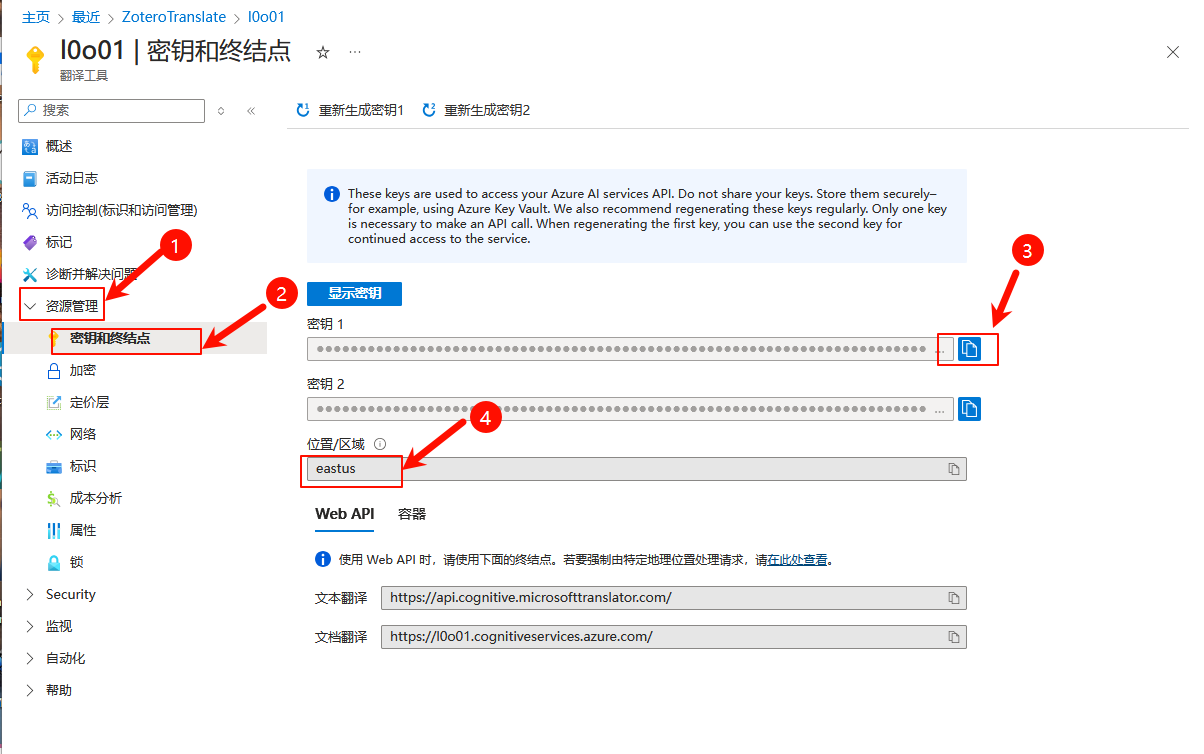 主页 > 最近 > ZoteroTranslate > l0o01
l0o01 | 密钥和终结点 ☆ ···
翻译工具
搜索
重新生成密钥1 重新生成密钥2
概述
活动日志
访问控制(标识和访问管理)
标记
诊断并解决问题
资源管理
密钥和终结点
加密
定价层
网络
标识
成本分析
属性
锁
Security
监视
自动化
帮助
These keys are used to access your Azure AI services API. Do not share your keys. Store them securely–
for example, using Azure Key Vault. We also recommend regenerating these keys regularly. Only one key
is necessary to make an API call. When regenerating the first key, you can use the second key for
continued access to the service.
显示密钥
密钥 1
密钥 2
位置/区域
eastus
Web API 容器
使用 Web API 时，请使用下面的终结点。若要强制由特定地理位置处理请求，请在此处查看。
文本翻译 https://api.cognitive.microsofttranslator.com/
文档翻译 https://l0o01.cognitiveservices.azure.com/
1
2
3
4